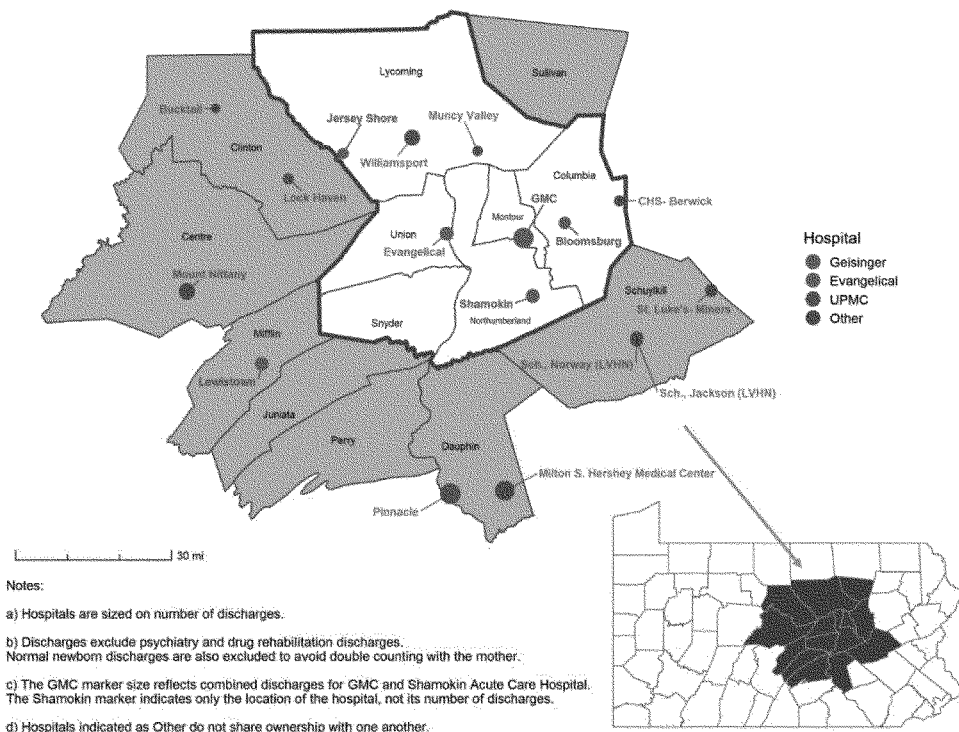 Lycoming
Sullivan
Bucktail
Jersey Shore
Muncy Valley
Clinton
Williamsport
Columbia
Lock Haven
GMC
CHS- Berwick
Montour
Union
Centre
Evangelical
Bloomsburg
Hospital
Geisinger
Evangelical
UPMC
Other
Mount Nittany
Shamokin
Schuylkill
St. Luke's- Miners
Snyder
Northumberland
Mifflin
Sch., Norway (LVHN)
Lewistown
Sch., Jackson (LVHN)
Juniata
Perry
Dauphin
Milton S. Hershey Medical Center
Pinnacle
30 mi
Notes:
a) Hospitals are sized on number of discharges.
b) Discharges exclude psychiatry and drug rehabilitation discharges.
Normal newborn discharges are also excluded to avoid double counting with the mother.
c) The GMC marker size reflects combined discharges for GMC and Shamokin Acute Care Hospital.
The Shamokin marker indicates only the location of the hospital, not its number of discharges.
d) Hospitals indicated as Other do not share ownership with one another.